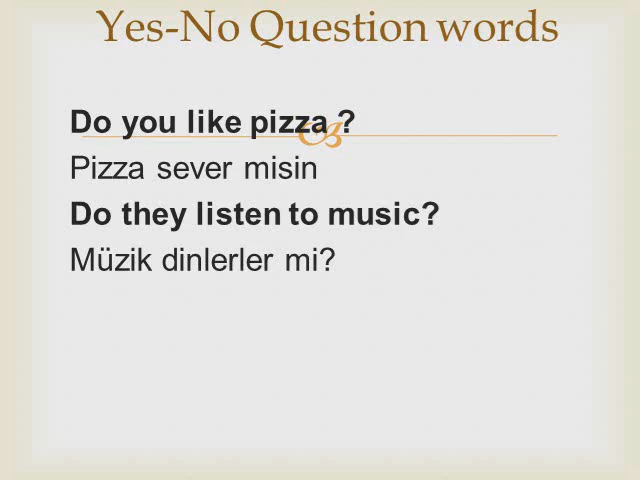 Yes-No Question words
Do you like pizza ?
Pizza sever misin
Do they listen to music?
Müzik dinlerler mi?